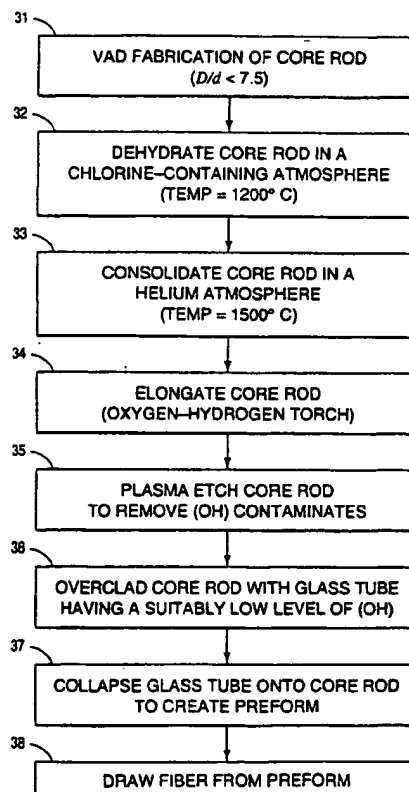 31
VAD FABRICATION OF CORE ROD
(D/d < 7.5)
32
DEHYDRATE CORE ROD IN A
CHLORINE–CONTAINING ATMOSPHERE
(TEMP = 1200° C)
33
CONSOLIDATE CORE ROD IN A
HELIUM ATMOSPHERE
(TEMP = 1500° C)
34
ELONGATE CORE ROD
(OXYGEN–HYDROGEN TORCH)
35
PLASMA ETCH CORE ROD
TO REMOVE (OH) CONTAMINATES
36
OVERCLAD CORE ROD WITH GLASS TUBE
HAVING A SUITABLY LOW LEVEL OF (OH)
37
COLLAPSE GLASS TUBE ONTO CORE ROD
TO CREATE PREFORM
38
DRAW FIBER FROM PREFORM